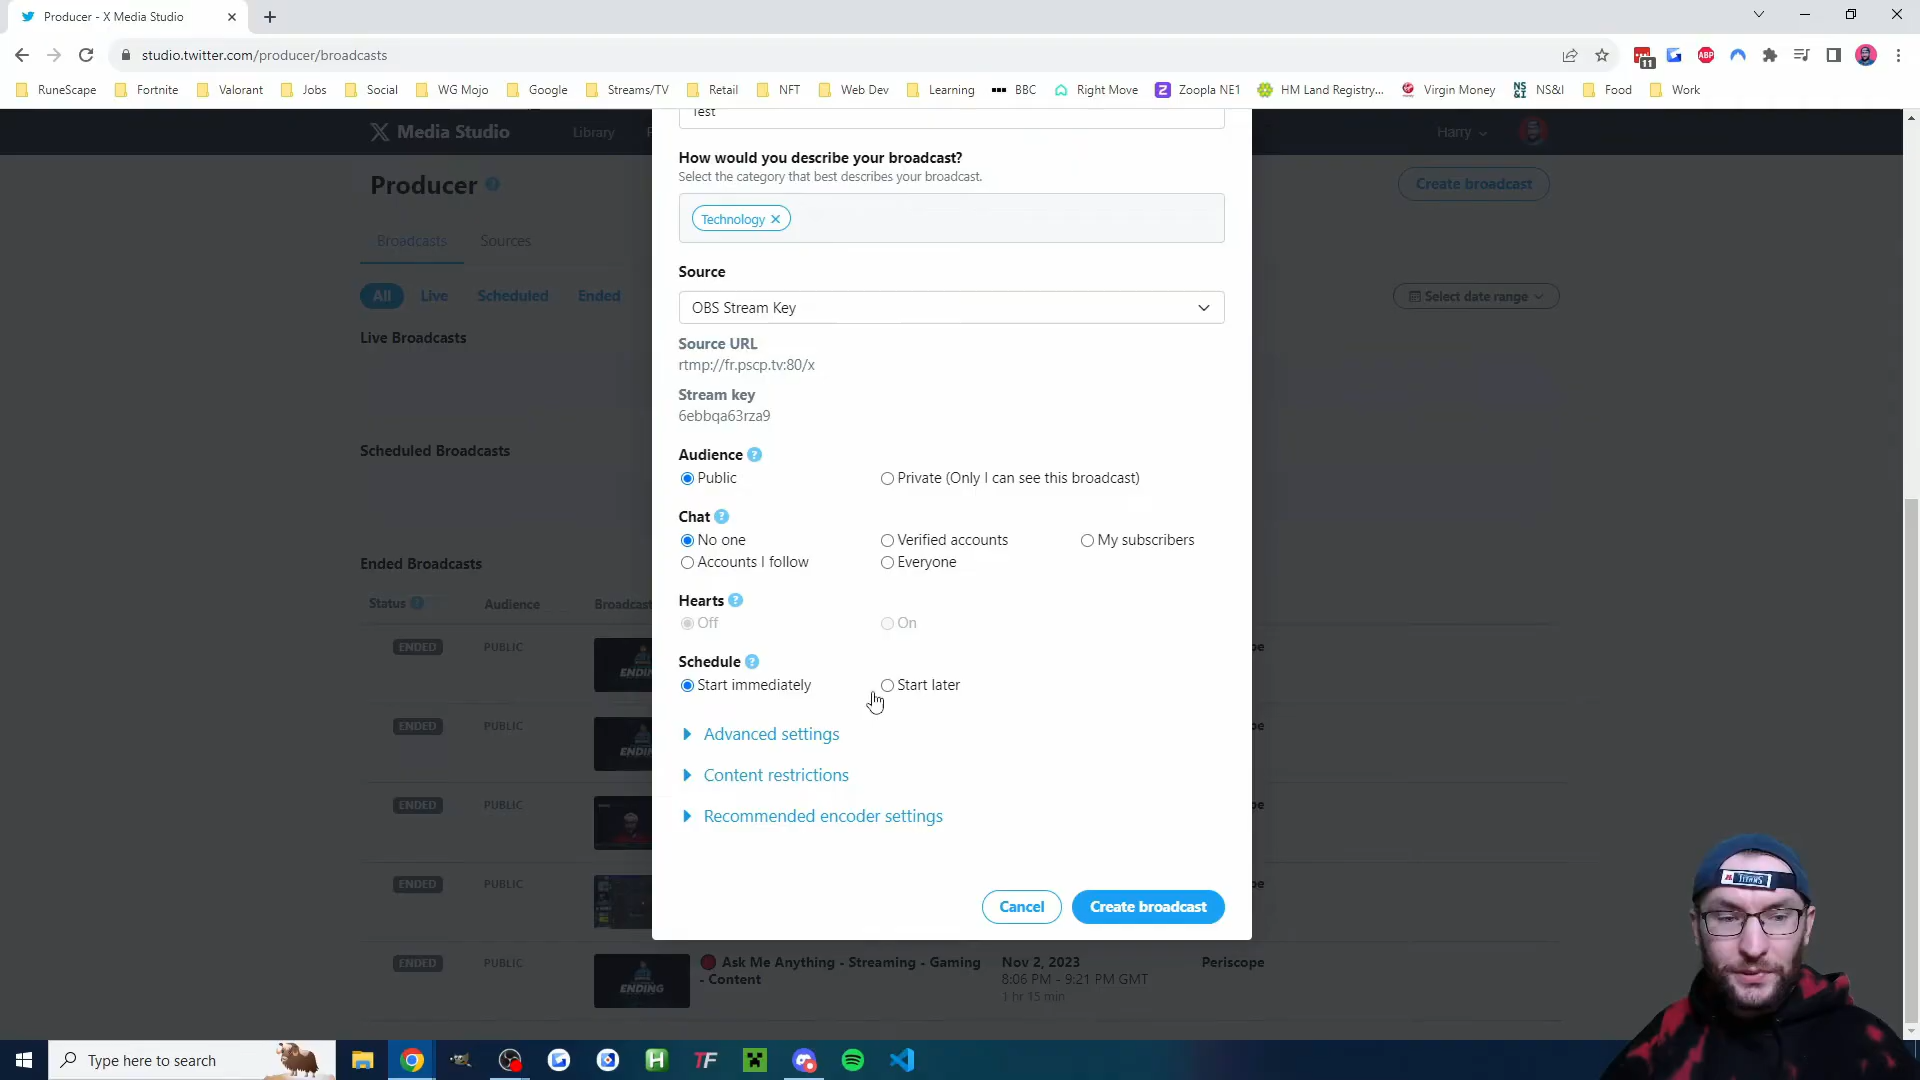 Producer - X Media Studio
studio.twitter.com/producer/broadcasts
11
ABP
RuneScape Fortnite Valorant Jobs Social WG Mojo Google Streams/TV Retail NFT Web Dev Learning BBC Right Move Zoopla NE1 HM Land Registry... Virgin Money NS&I NS&I Food Work
X Media Studio
Library
Harry
Test
How would you describe your broadcast?
Select the category that best describes your broadcast.
Producer
Create broadcast
Technology
Broadcasts Sources
Source
All Live Scheduled Ended
Select date range
OBS Stream Key
Live Broadcasts
Source URL
rtmp://fr.pscp.tv:80/x
Stream key
6ebbqa63rza9
Scheduled Broadcasts
Audience
Public Private (Only I can see this broadcast)
Chat
No one Verified accounts My subscribers
Accounts I follow Everyone
Ended Broadcasts
Status Audience Broadcast
Hearts
Off On
ENDED PUBLIC
Schedule
Start immediately Start later
ENDED PUBLIC
Advanced settings
Content restrictions
ENDED PUBLIC
Recommended encoder settings
ENDED PUBLIC
Cancel Create broadcast
ENDED PUBLIC
ENDING
Ask Me Anything - Streaming - Gaming
- Content
Nov 2, 2023
8:06 PM - 9:21 PM GMT
1 hr 15 min
Periscope
TITANS
Type here to search
H
TF